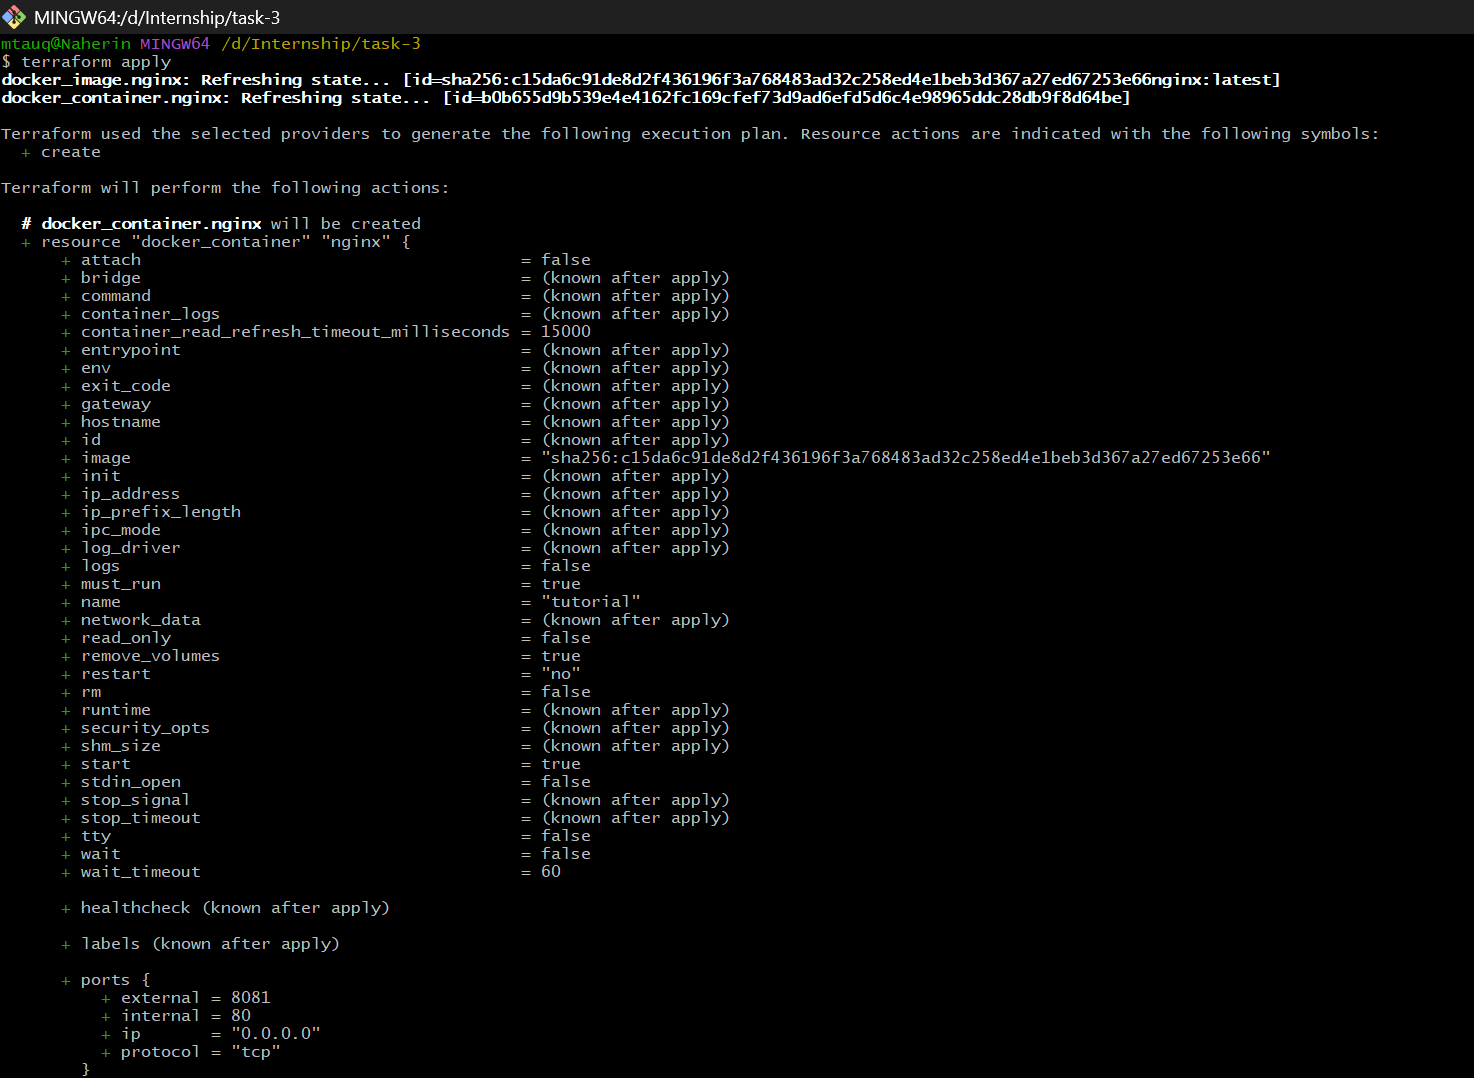 MINGW64:/d/Internship/task-3
mtauq@Naherin MINGW64 /d/Internship/task-3
$ terraform apply
docker_image.nginx: Refreshing state... [id=sha256:c15da6c91de8d2f436196f3a768483ad32c258ed4e1beb3d367a27ed67253e66nginx:latest]
docker_container.nginx: Refreshing state... [id=b0b655d9b539e4e4162fc169cfef73d9ad6efd5d6c4e98965ddc28db9f8d64be]

Terraform used the selected providers to generate the following execution plan. Resource actions are indicated with the following symbols:
  + create

Terraform will perform the following actions:

  # docker_container.nginx will be created
  + resource "docker_container" "nginx" {
      + attach                                      = false
      + bridge                                      = (known after apply)
      + command                                     = (known after apply)
      + container_logs                              = (known after apply)
      + container_read_refresh_timeout_milliseconds = 15000
      + entrypoint                                  = (known after apply)
      + env                                         = (known after apply)
      + exit_code                                   = (known after apply)
      + gateway                                     = (known after apply)
      + hostname                                    = (known after apply)
      + id                                          = (known after apply)
      + image                                       = "sha256:c15da6c91de8d2f436196f3a768483ad32c258ed4e1beb3d367a27ed67253e66"
      + init                                        = (known after apply)
      + ip_address                                  = (known after apply)
      + ip_prefix_length                            = (known after apply)
      + ipc_mode                                    = (known after apply)
      + log_driver                                  = (known after apply)
      + logs                                        = false
      + must_run                                    = true
      + name                                        = "tutorial"
      + network_data                                = (known after apply)
      + read_only                                   = false
      + remove_volumes                              = true
      + restart                                     = "no"
      + rm                                          = false
      + runtime                                     = (known after apply)
      + security_opts                               = (known after apply)
      + shm_size                                    = (known after apply)
      + start                                       = true
      + stdin_open                                  = false
      + stop_signal                                 = (known after apply)
      + stop_timeout                                = (known after apply)
      + tty                                         = false
      + wait                                        = false
      + wait_timeout                                = 60

      + healthcheck (known after apply)

      + labels (known after apply)

      + ports {
          + external = 8081
          + internal = 80
          + ip       = "0.0.0.0"
          + protocol = "tcp"
        }